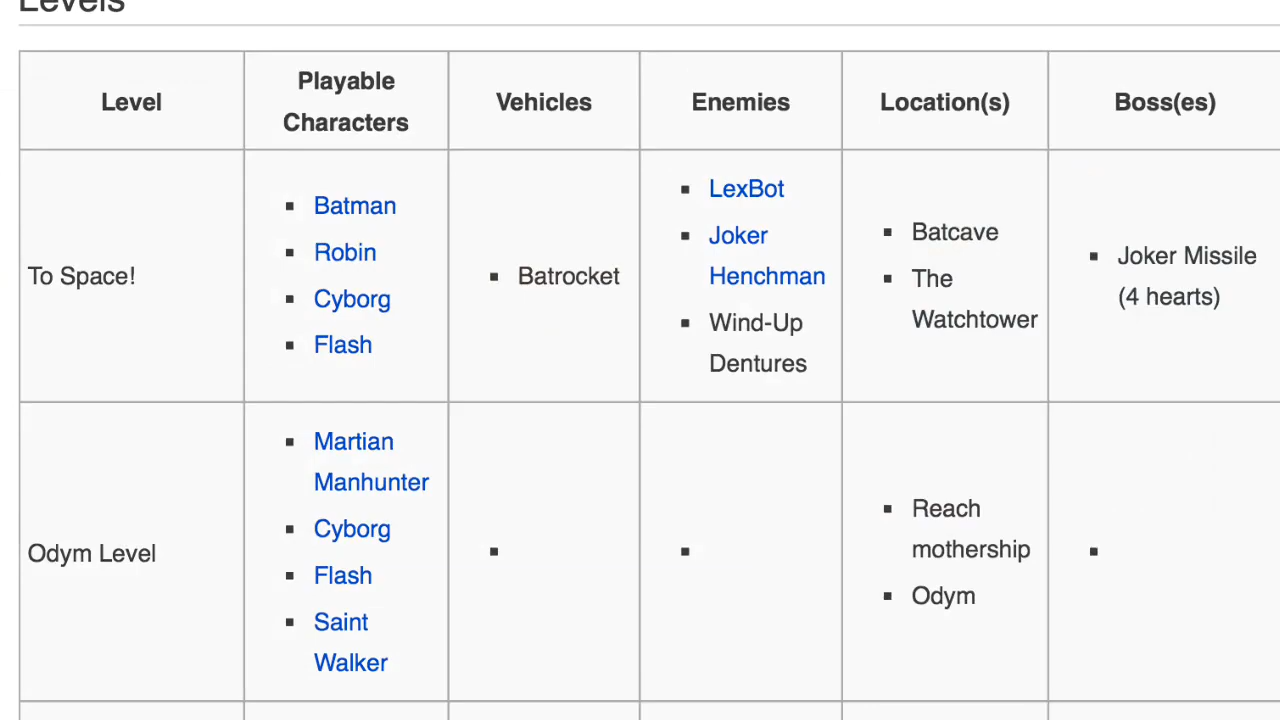 Levels
Level
Playable
Characters
Vehicles
Enemies
Location(s)
Boss(es)
To Space!
Batman
Robin
Cyborg
Flash
Batrocket
LexBot
Joker
Henchman
Wind-Up
Dentures
Batcave
The
Watchtower
Joker Missile
(4 hearts)
Odym Level
Martian
Manhunter
Cyborg
Flash
Saint
Walker
Reach
mothership
Odym